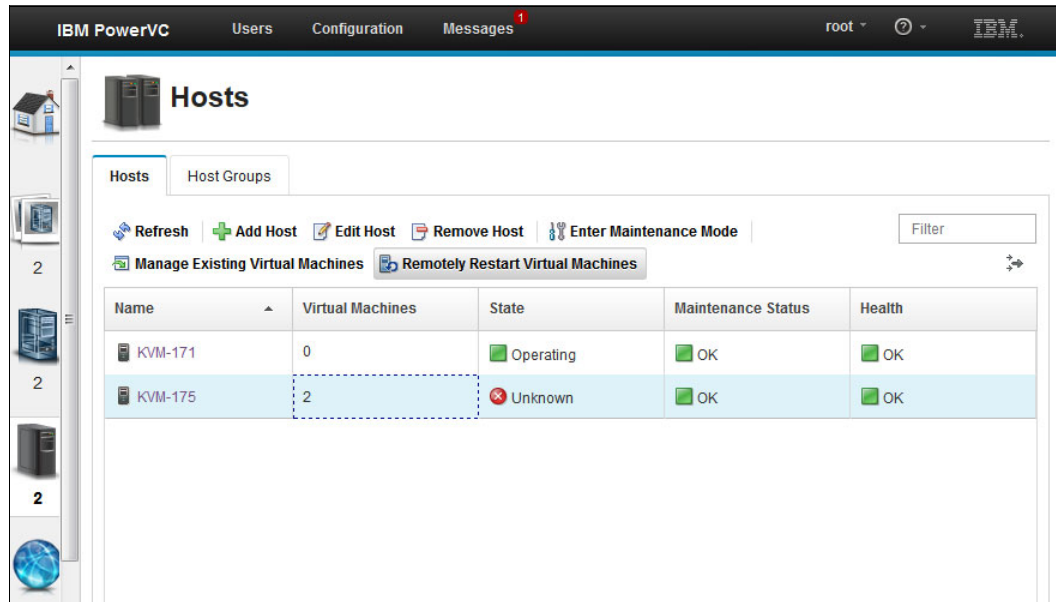 IBM PowerVC Users Configuration Messages 1 root ? IBM.
Hosts
Hosts Host Groups
Refresh Add Host Edit Host Remove Host Enter Maintenance Mode Filter
Manage Existing Virtual Machines Remotely Restart Virtual Machines
Name Virtual Machines State Maintenance Status Health
KVM-171 0 Operating OK OK
KVM-175 2 Unknown OK OK
2
2
2